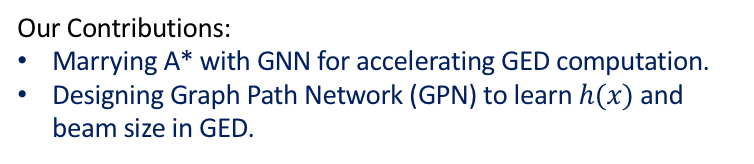 Our Contributions:
• Marrying A* with GNN for accelerating GED computation.
• Designing Graph Path Network (GPN) to learn h(x) and
beam size in GED.